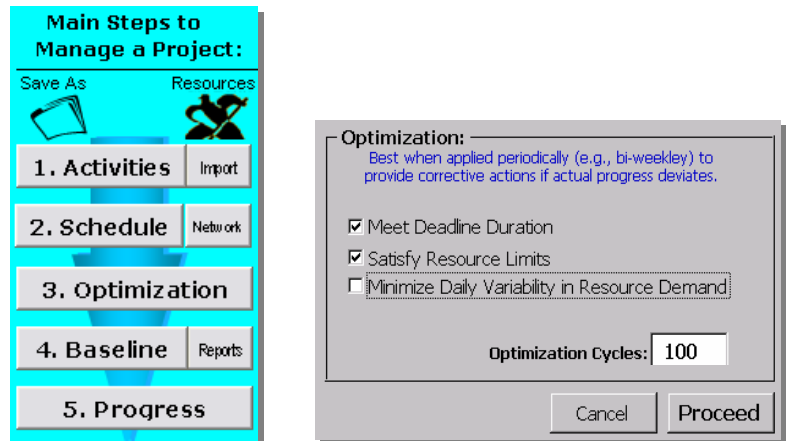 Main Steps to
Manage a Project:
Save As Resources
1. Activities Import
2. Schedule Network
3. Optimization
4. Baseline Reports
5. Progress
Optimization:
Best when applied periodically (e.g., bi-weekley) to
provide corrective actions if actual progress deviates.
Meet Deadline Duration
Satisfy Resource Limits
Minimize Daily Variability in Resource Demand
Optimization Cycles: 100
Cancel Proceed